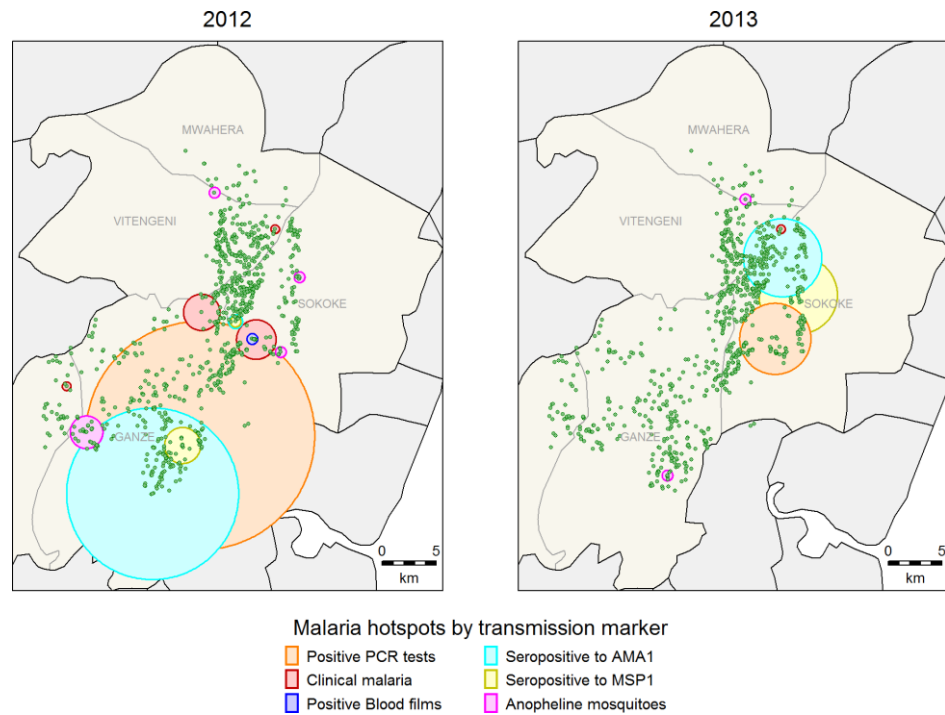 2012
2013
MWAHERA
VITENGENI
SOKOKE
GANZE
0 5
km
MWAHERA
VITENGENI
SOKOKE
GANZE
0 5
km
Malaria hotspots by transmission marker
Positive PCR tests
Clinical malaria
Positive Blood films
Seropositive to AMA1
Seropositive to MSP1
Anopheline mosquitoes